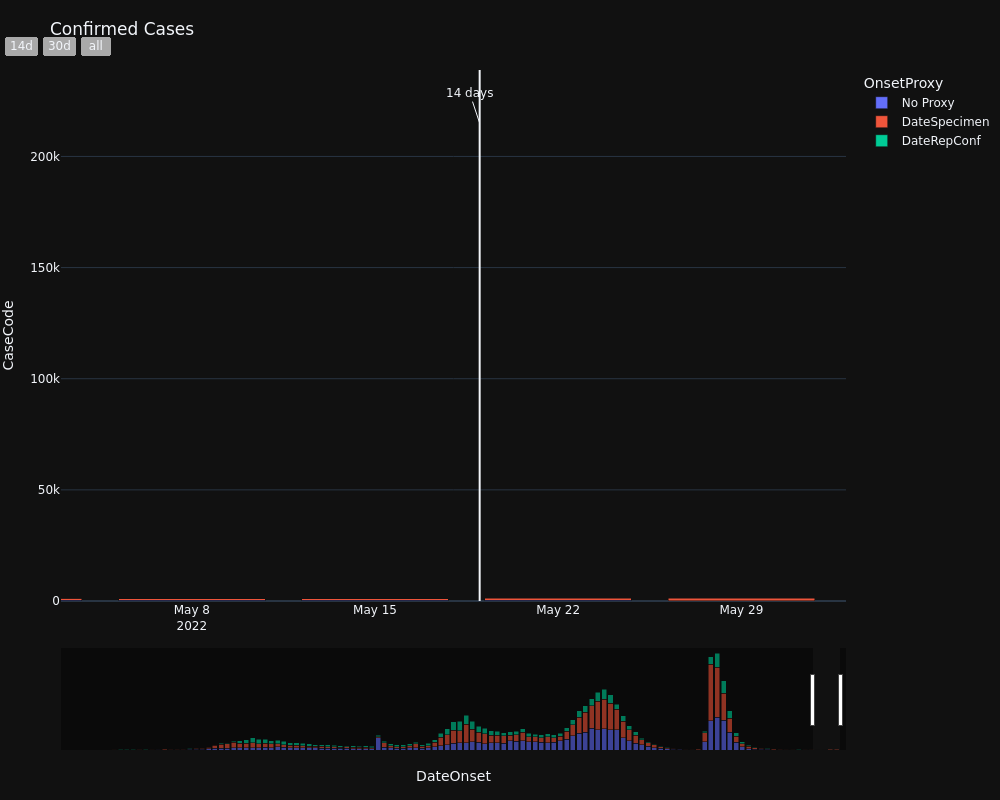 Confirmed Cases
14d 30d all
OnsetProxy
No Proxy
DateSpecimen
DateRepConf
14 days
200k
150k
100k
50k
0
CaseCode
May 8
2022
May 15
May 22
May 29
DateOnset